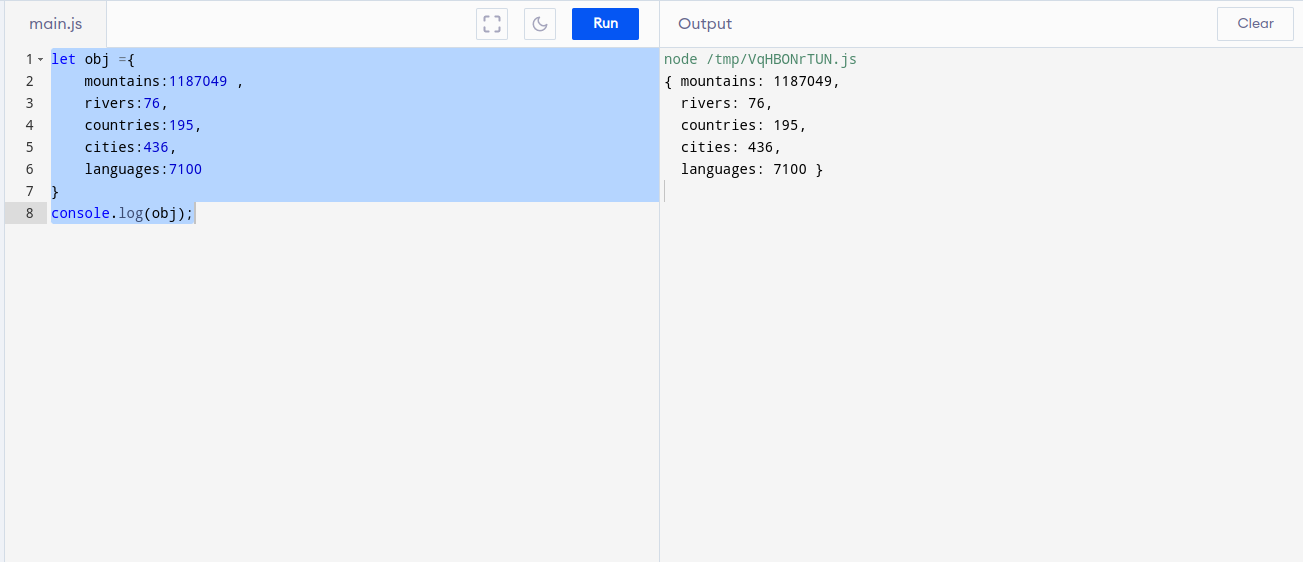 main.js
Run
1 let obj ={
2 mountains:1187049 ,
3 rivers:76,
4 countries:195,
5 cities:436,
6 languages:7100
7 }
8 console.log(obj);
Output
Clear
node /tmp/VqHBONrTUN.js
{ mountains: 1187049,
rivers: 76,
countries: 195,
cities: 436,
languages: 7100 }